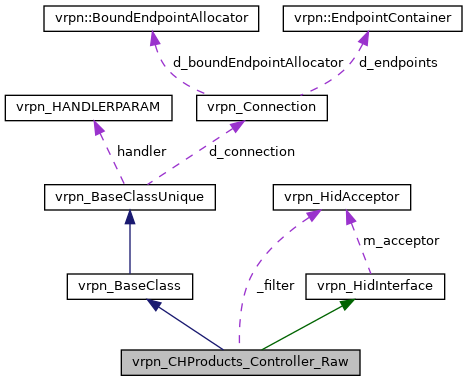 vrpn::BoundEndpointAllocator
vrpn::EndpointContainer
d_boundEndpointAllocator
d_endpoints
vrpn_HANDLERPARAM
vrpn_Connection
handler
d_connection
vrpn_BaseClassUnique
vrpn_HidAcceptor
m_acceptor
vrpn_BaseClass
_filter
vrpn_HidInterface
vrpn_CHProducts_Controller_Raw